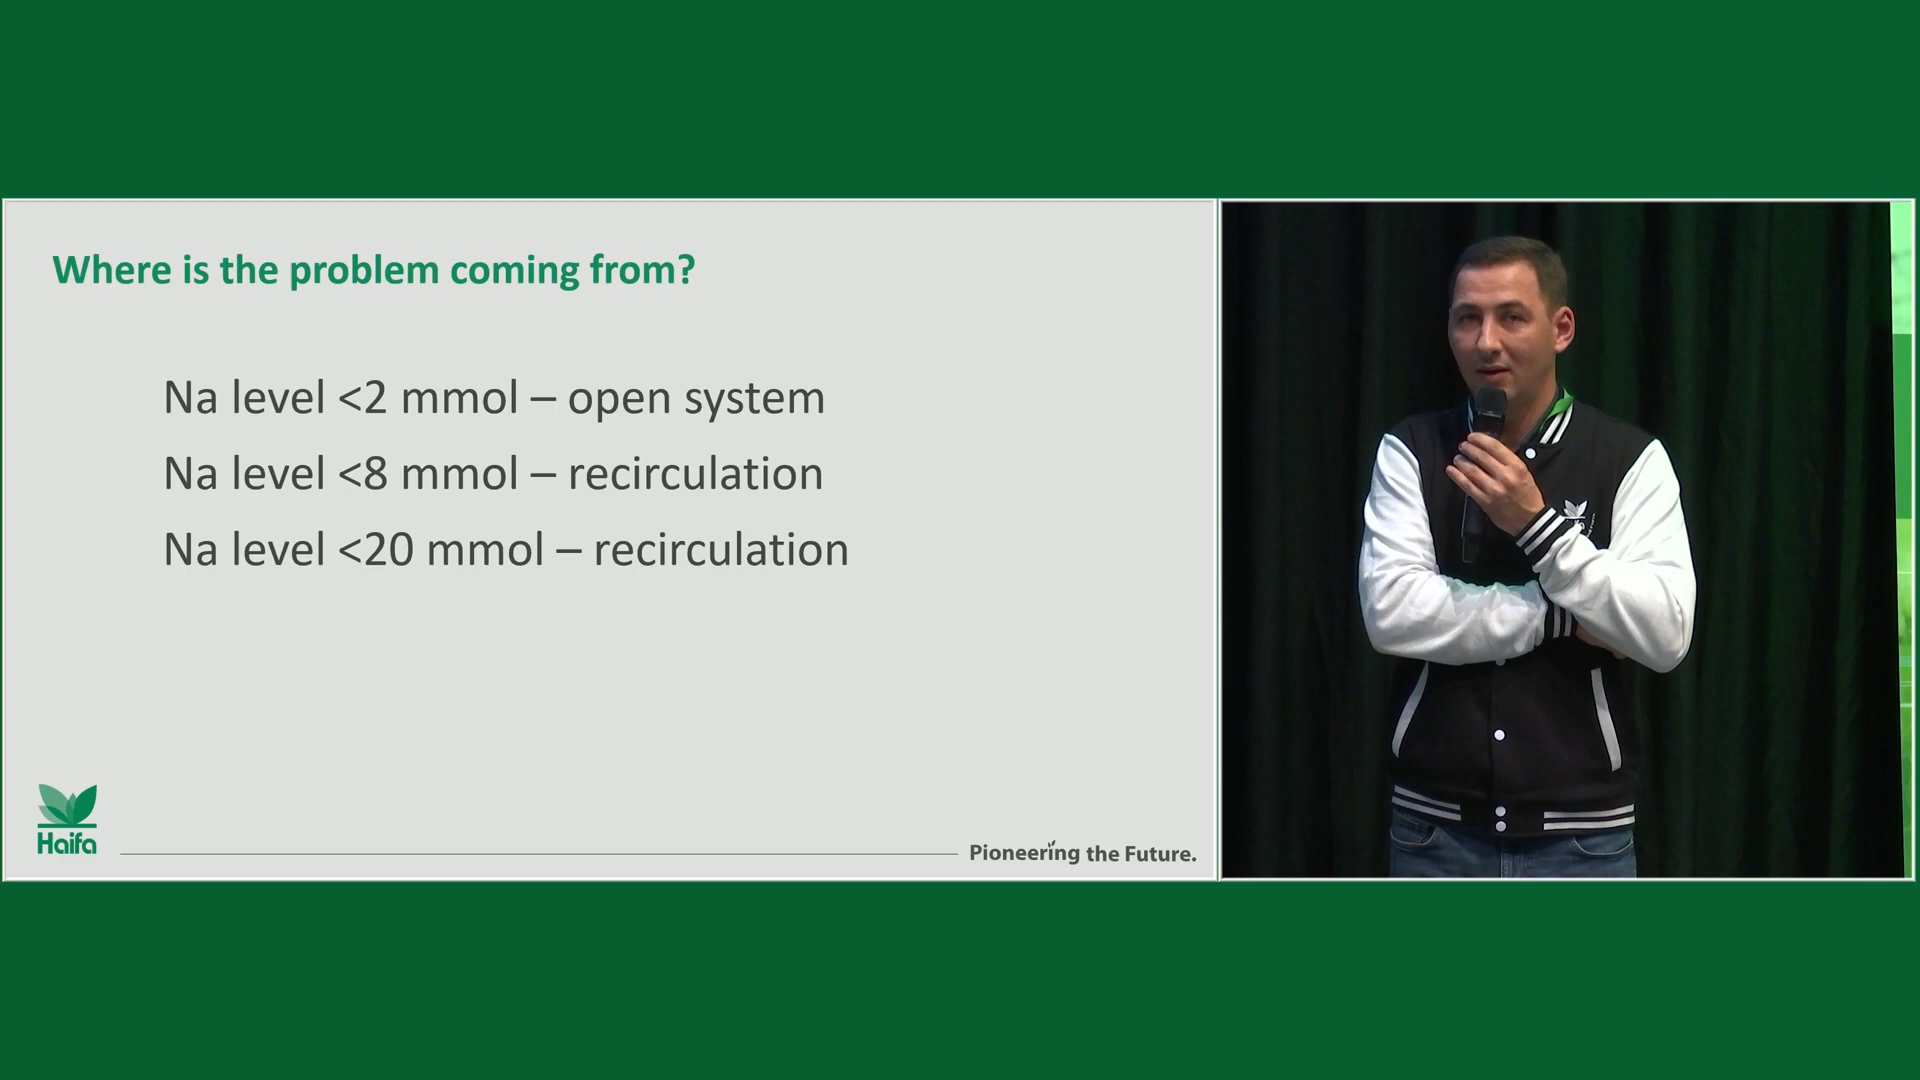 Where is the problem coming from?
Na level <2 mmol – open system
Na level <8 mmol – recirculation
Na level <20 mmol – recirculation
Haifa
Pioneering the Future.